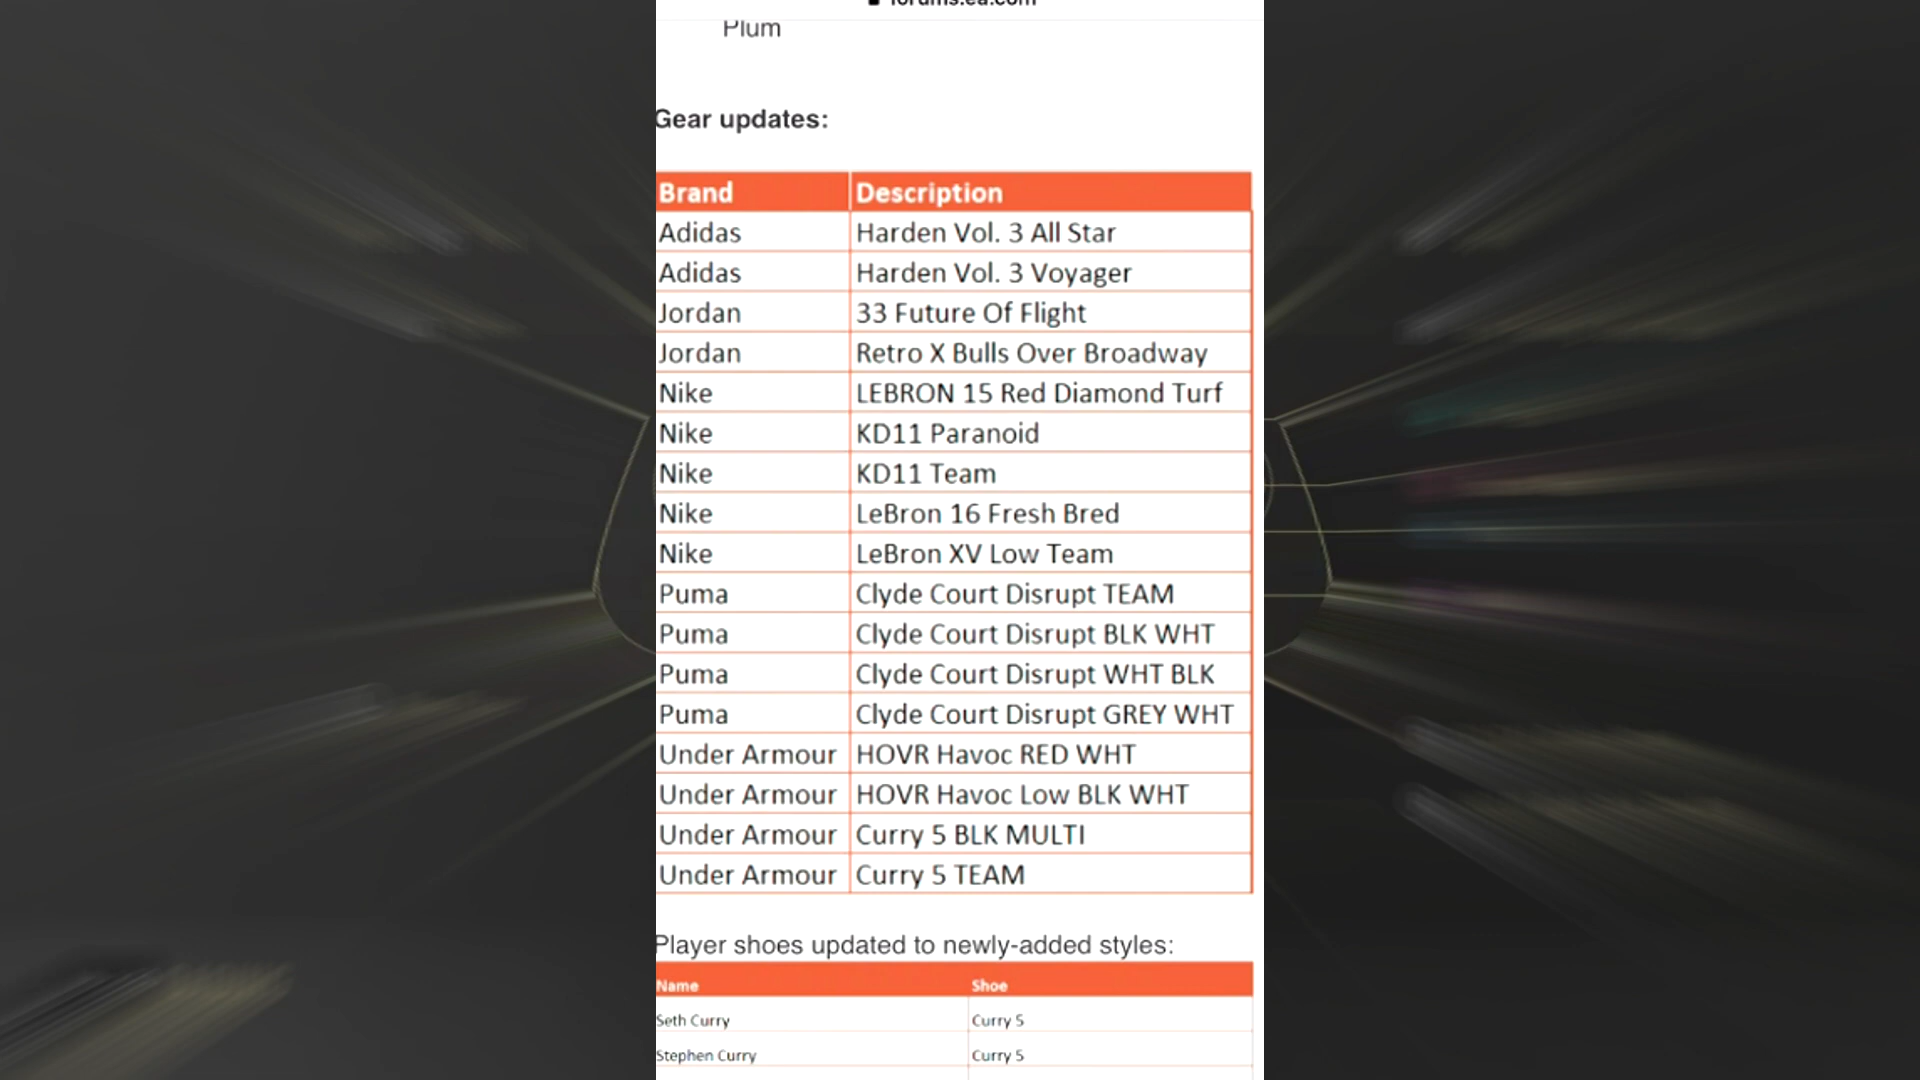 forums.ea.com
Plum
Gear updates:
Brand Description
Adidas Harden Vol. 3 All Star
Adidas Harden Vol. 3 Voyager
Jordan 33 Future Of Flight
Jordan Retro X Bulls Over Broadway
Nike LEBRON 15 Red Diamond Turf
Nike KD11 Paranoid
Nike KD11 Team
Nike LeBron 16 Fresh Bred
Nike LeBron XV Low Team
Puma Clyde Court Disrupt TEAM
Puma Clyde Court Disrupt BLK WHT
Puma Clyde Court Disrupt WHT BLK
Puma Clyde Court Disrupt GREY WHT
Under Armour HOVR Havoc RED WHT
Under Armour HOVR Havoc Low BLK WHT
Under Armour Curry 5 BLK MULTI
Under Armour Curry 5 TEAM
Player shoes updated to newly-added styles:
Name Shoe
Seth Curry Curry 5
Stephen Curry Curry 5